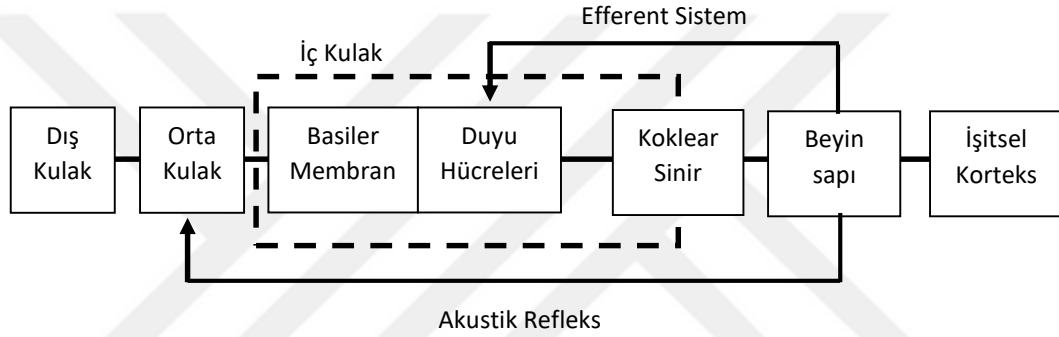 Efferent Sistem
İç Kulak
Dış
Kulak
Orta
Kulak
Basiler
Membran
Duyu
Hücreleri
Koklear
Sinir
Beyin
sapı
İşitsel
Korteks
Akustik Refleks